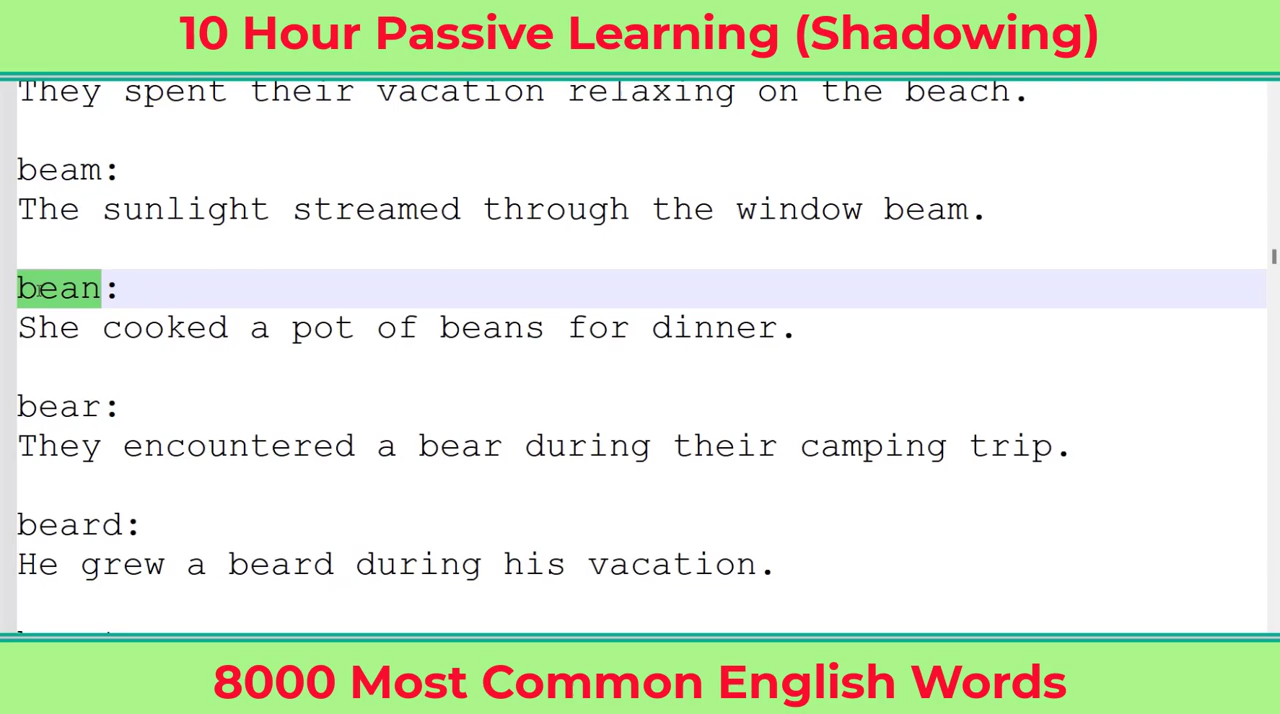 10 Hour Passive Learning (Shadowing)
They spent their vacation relaxing on the beach.
beam:
The sunlight streamed through the window beam.
bean:
She cooked a pot of beans for dinner.
bear:
They encountered a bear during their camping trip.
beard:
He grew a beard during his vacation.
8000 Most Common English Words